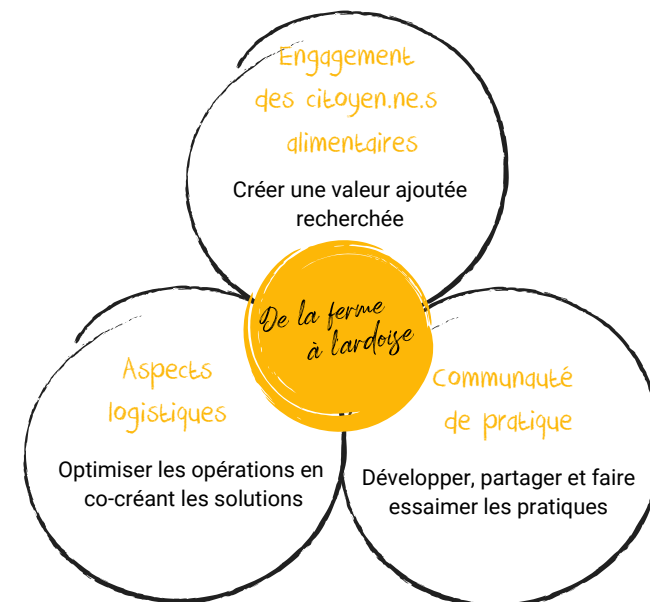 Engagement
des citoyen.ne.s
alimentaires
Créer une valeur ajoutée
recherchée
De la ferme
à lardoise
Aspects
logistiques
Optimiser les opérations en
co-créant les solutions
Communauté
de pratique
Développer, partager et faire
essaimer les pratiques